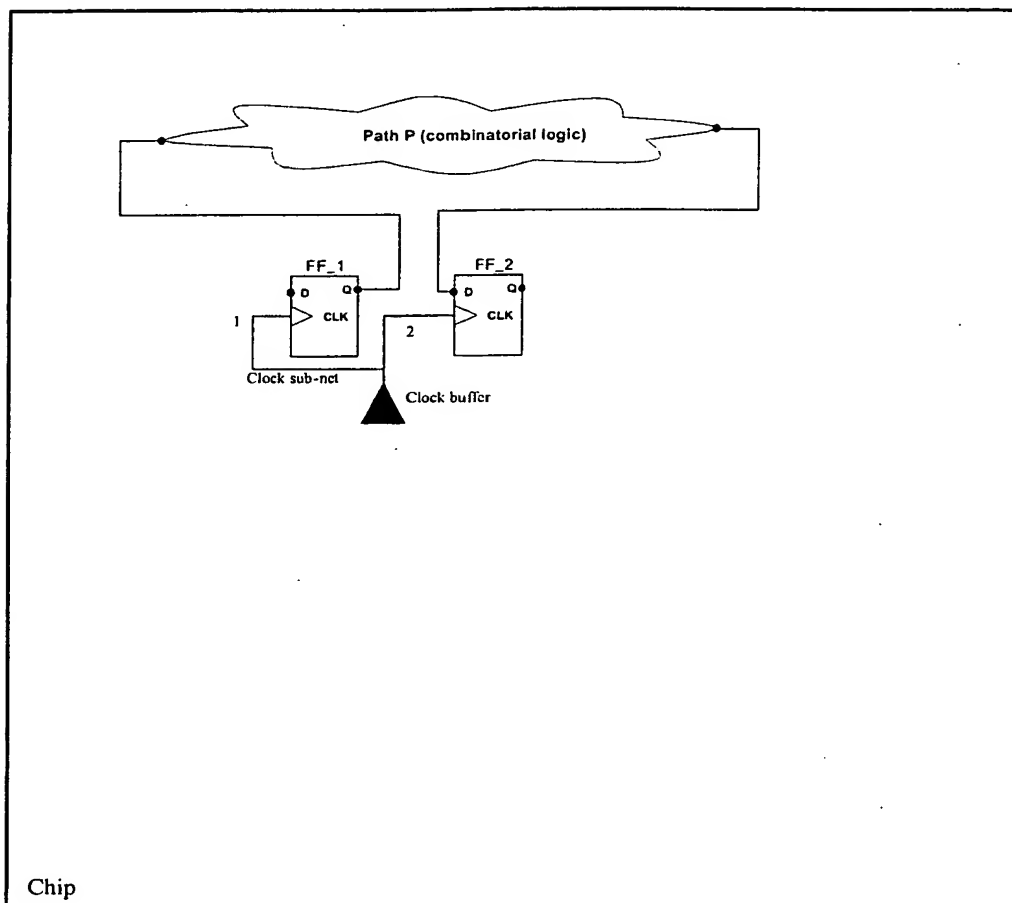 Path P (combinatorial logic)
FF_1
FF_2
D Q
D Q
1
CLK
2
CLK
Clock sub-net
Clock buffer
Chip